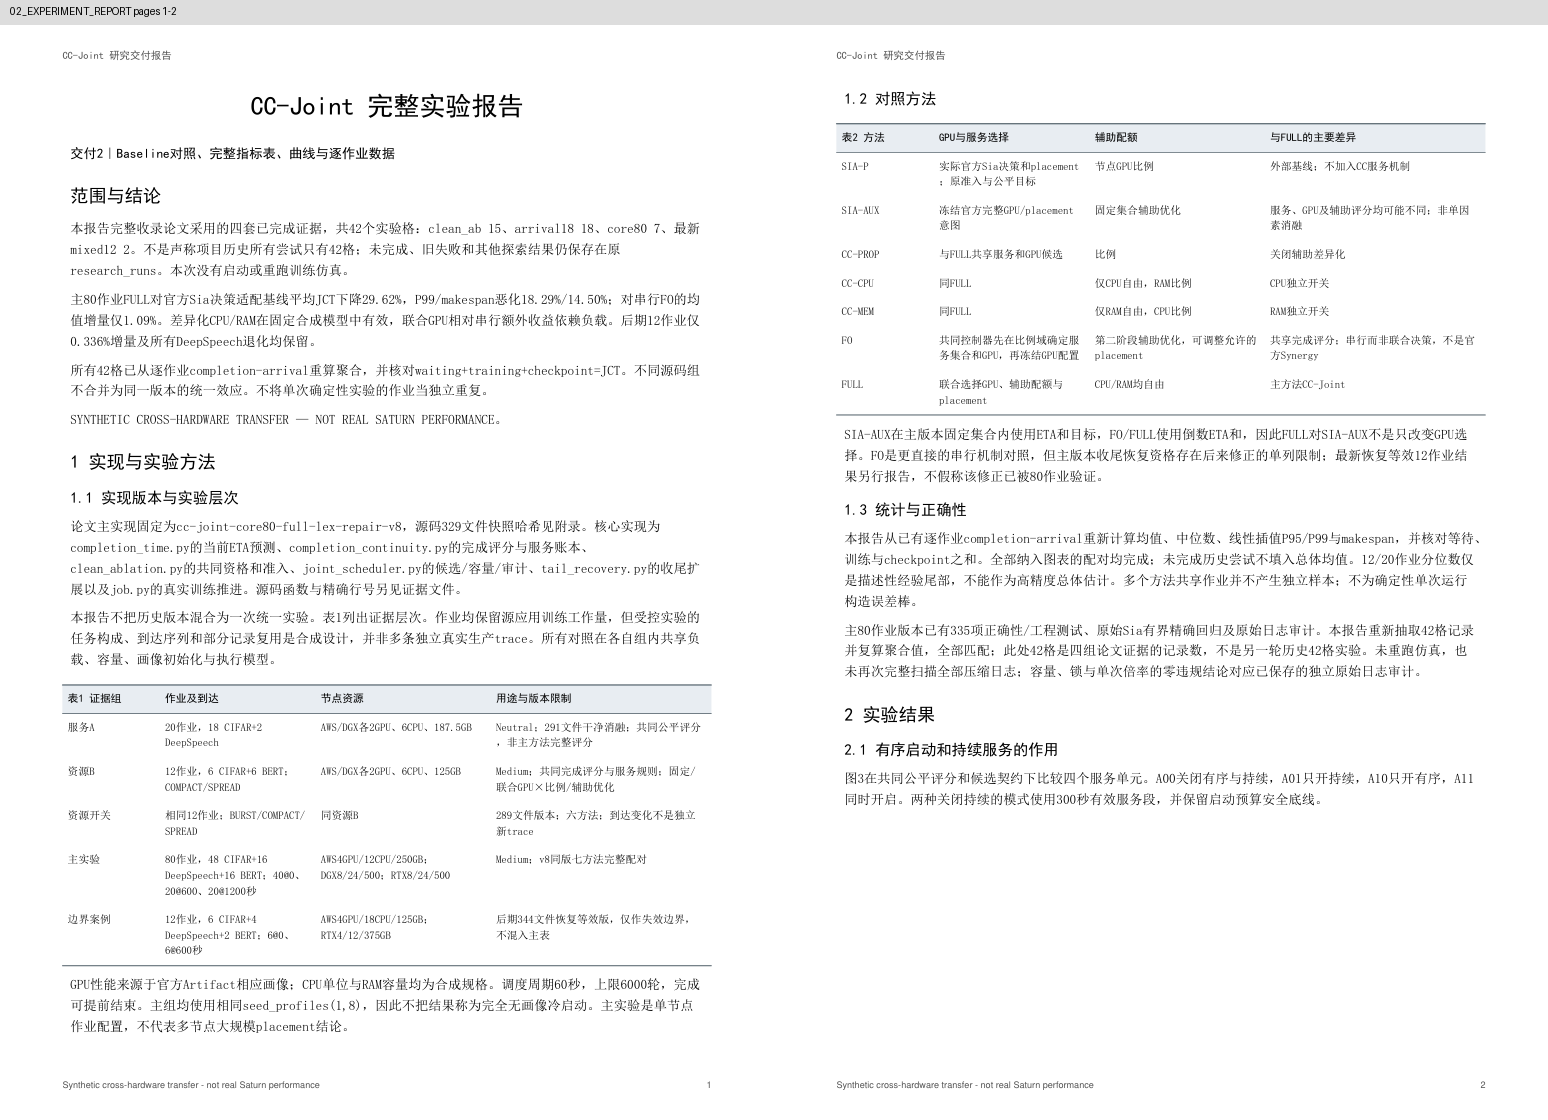 02_EXPERIMENT_REPORT pages 1-2
CC-Joint 研究交付报告
CC-Joint 完整实验报告
交付2｜Baseline对照、完整指标表、曲线与逐作业数据
范围与结论
本报告完整收录论文采用的四套已完成证据，共42个实验格：clean_ab 15、arrival18 18、core80 7、最新
mixed12 2。不是声称项目历史所有尝试只有42格；未完成、旧失败和其他探索结果仍保存在原
research_runs。本次没有启动或重跑训练仿真。
主80作业FULL对官方Sia决策适配基线平均JCT下降29.62%，P99/makespan恶化18.29%/14.50%；对串行FO的均
值增量仅1.09%。差异化CPU/RAM在固定合成模型中有效，联合GPU相对串行额外收益依赖负载。后期12作业仅
0.336%增量及所有DeepSpeech退化均保留。
所有42格已从逐作业completion-arrival重算聚合，并核对waiting+training+checkpoint=JCT。不同源码组
不合并为同一版本的统一效应。不将单次确定性实验的作业当独立重复。
SYNTHETIC CROSS-HARDWARE TRANSFER — NOT REAL SATURN PERFORMANCE。
1 实现与实验方法
1.1 实现版本与实验层次
论文主实现固定为cc-joint-core80-full-lex-repair-v8，源码329文件快照哈希见附录。核心实现为
completion_time.py的当前ETA预测、completion_continuity.py的完成评分与服务账本、
clean_ablation.py的共同资格和准入、joint_scheduler.py的候选/容量/审计、tail_recovery.py的收尾扩
展以及job.py的真实训练推进。源码函数与精确行号另见证据文件。
本报告不把历史版本混合为一次统一实验。表1列出证据层次。作业均保留源应用训练工作量，但受控实验的
任务构成、到达序列和部分记录复用是合成设计，并非多条独立真实生产trace。所有对照在各自组内共享负
载、容量、画像初始化与执行模型。
表1 证据组 作业及到达 节点资源 用途与版本限制
服务A 20作业，18 CIFAR+2 AWS/DGX各2GPU、6CPU、187.5GB Neutral；291文件干净消融；共同公平评分
DeepSpeech ，非主方法完整评分
资源B 12作业，6 CIFAR+6 BERT； AWS/DGX各2GPU、6CPU、125GB Medium；共同完成评分与服务规则；固定/
COMPACT/SPREAD 联合GPU×比例/辅助优化
资源开关 相同12作业；BURST/COMPACT/ 同资源B 289文件版本；六方法；到达变化不是独立
SPREAD 新trace
主实验 80作业，48 CIFAR+16 AWS4GPU/12CPU/250GB； Medium；v8同版七方法完整配对
DeepSpeech+16 BERT；40@0、 DGX8/24/500；RTX8/24/500
20@600、20@1200秒
边界案例 12作业，6 CIFAR+4 AWS4GPU/18CPU/125GB； 后期344文件恢复等效版，仅作失效边界，
DeepSpeech+2 BERT；6@0、 RTX4/12/375GB 不混入主表
6@600秒
GPU性能来源于官方Artifact相应画像；CPU单位与RAM容量均为合成规格。调度周期60秒，上限6000轮，完成
可提前结束。主组均使用相同seed_profiles(1,8)，因此不把结果称为完全无画像冷启动。主实验是单节点
作业配置，不代表多节点大规模placement结论。
Synthetic cross-hardware transfer - not real Saturn performance 1
CC-Joint 研究交付报告
1.2 对照方法
表2 方法 GPU与服务选择 辅助配额 与FULL的主要差异
SIA-P 实际官方Sia决策和placement 节点GPU比例 外部基线；不加入CC服务机制
；原准入与公平目标
SIA-AUX 冻结官方完整GPU/placement 固定集合辅助优化 服务、GPU及辅助评分均可能不同；非单因
意图 素消融
CC-PROP 与FULL共享服务和GPU候选 比例 关闭辅助差异化
CC-CPU 同FULL 仅CPU自由，RAM比例 CPU独立开关
CC-MEM 同FULL 仅RAM自由，CPU比例 RAM独立开关
FO 共同控制器先在比例域确定服 第二阶段辅助优化，可调整允许的 共享完成评分；串行而非联合决策，不是官
务集合和GPU，再冻结GPU配置 placement 方Synergy
FULL 联合选择GPU、辅助配额与 CPU/RAM均自由 主方法CC-Joint
placement
SIA-AUX在主版本固定集合内使用ETA和目标，FO/FULL使用倒数ETA和，因此FULL对SIA-AUX不是只改变GPU选
择。FO是更直接的串行机制对照，但主版本收尾恢复资格存在后来修正的单列限制；最新恢复等效12作业结
果另行报告，不假称该修正已被80作业验证。
1.3 统计与正确性
本报告从已有逐作业completion-arrival重新计算均值、中位数、线性插值P95/P99与makespan，并核对等待、
训练与checkpoint之和。全部纳入图表的配对均完成；未完成历史尝试不填入总体均值。12/20作业分位数仅
是描述性经验尾部，不能作为高精度总体估计。多个方法共享作业并不产生独立样本；不为确定性单次运行
构造误差棒。
主80作业版本已有335项正确性/工程测试、原始Sia有界精确回归及原始日志审计。本报告重新抽取42格记录
并复算聚合值，全部匹配；此处42格是四组论文证据的记录数，不是另一轮历史42格实验。未重跑仿真，也
未再次完整扫描全部压缩日志；容量、锁与单次倍率的零违规结论对应已保存的独立原始日志审计。
2 实验结果
2.1 有序启动和持续服务的作用
图3在共同公平评分和候选契约下比较四个服务单元。A00关闭有序与持续，A01只开持续，A10只开有序，A11
同时开启。两种关闭持续的模式使用300秒有效服务段，并保留启动预算安全底线。
Synthetic cross-hardware transfer - not real Saturn performance 2